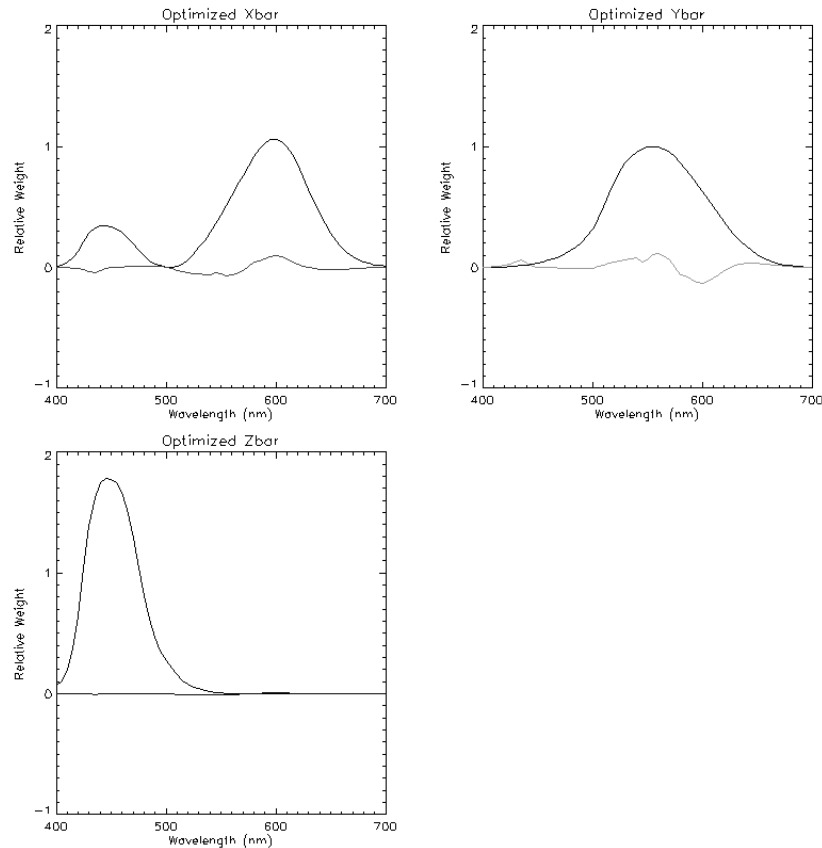 Optimized Xbar
2
1
0
−1
Relative Weight
400
500
600
700
Wavelength (nm)
Optimized Ybar
2
1
0
−1
Relative Weight
400
500
600
700
Wavelength (nm)
Optimized Zbar
2
1
0
−1
Relative Weight
400
500
600
700
Wavelength (nm)